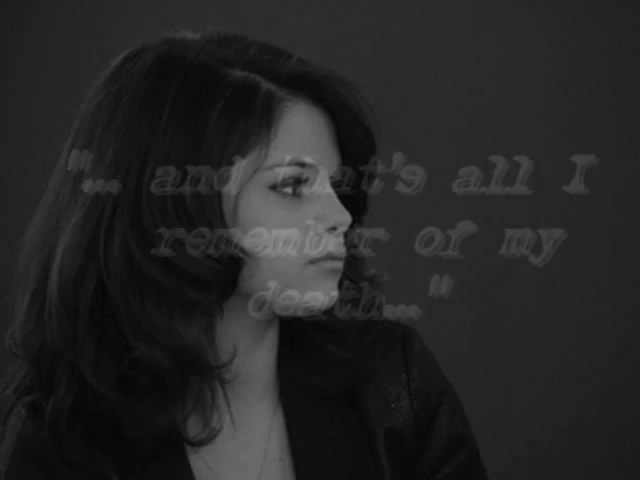 "... and that's all I
remember of my
death..."